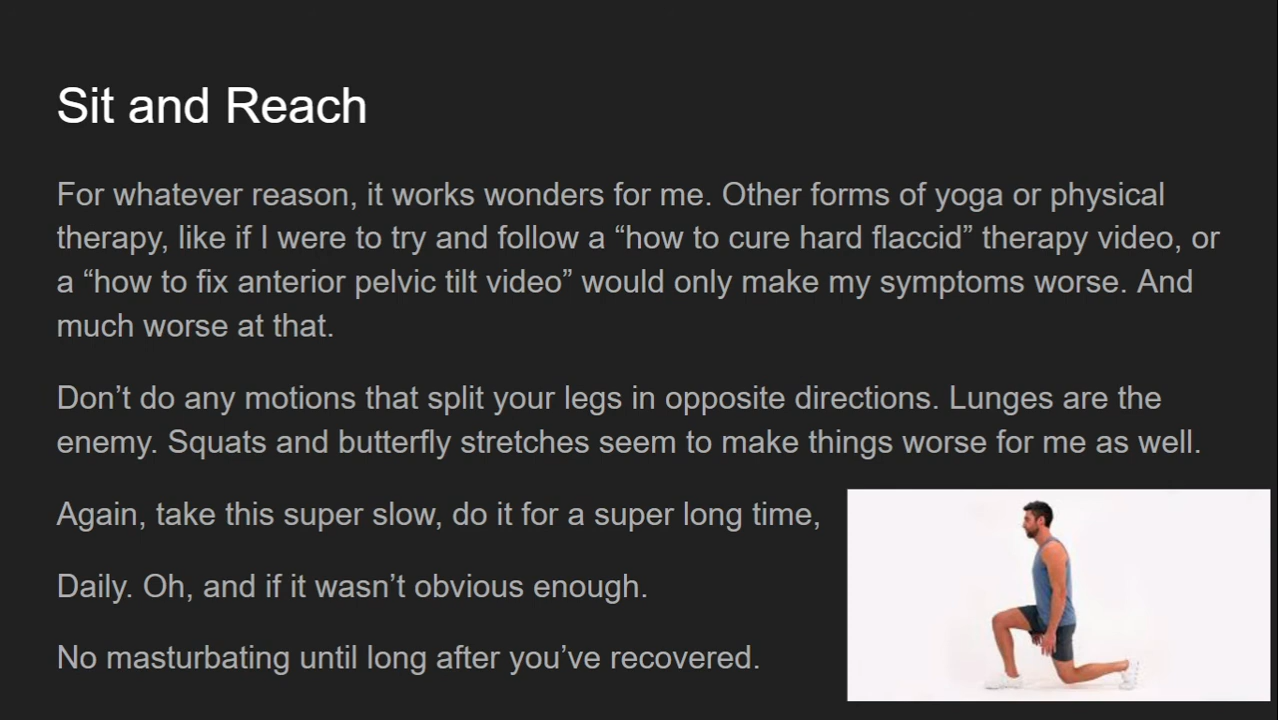 Sit and Reach
For whatever reason, it works wonders for me. Other forms of yoga or physical
therapy, like if I were to try and follow a “how to cure hard flaccid” therapy video, or
a “how to fix anterior pelvic tilt video” would only make my symptoms worse. And
much worse at that.
Don’t do any motions that split your legs in opposite directions. Lunges are the
enemy. Squats and butterfly stretches seem to make things worse for me as well.
Again, take this super slow, do it for a super long time,
Daily. Oh, and if it wasn’t obvious enough.
No masturbating until long after you’ve recovered.